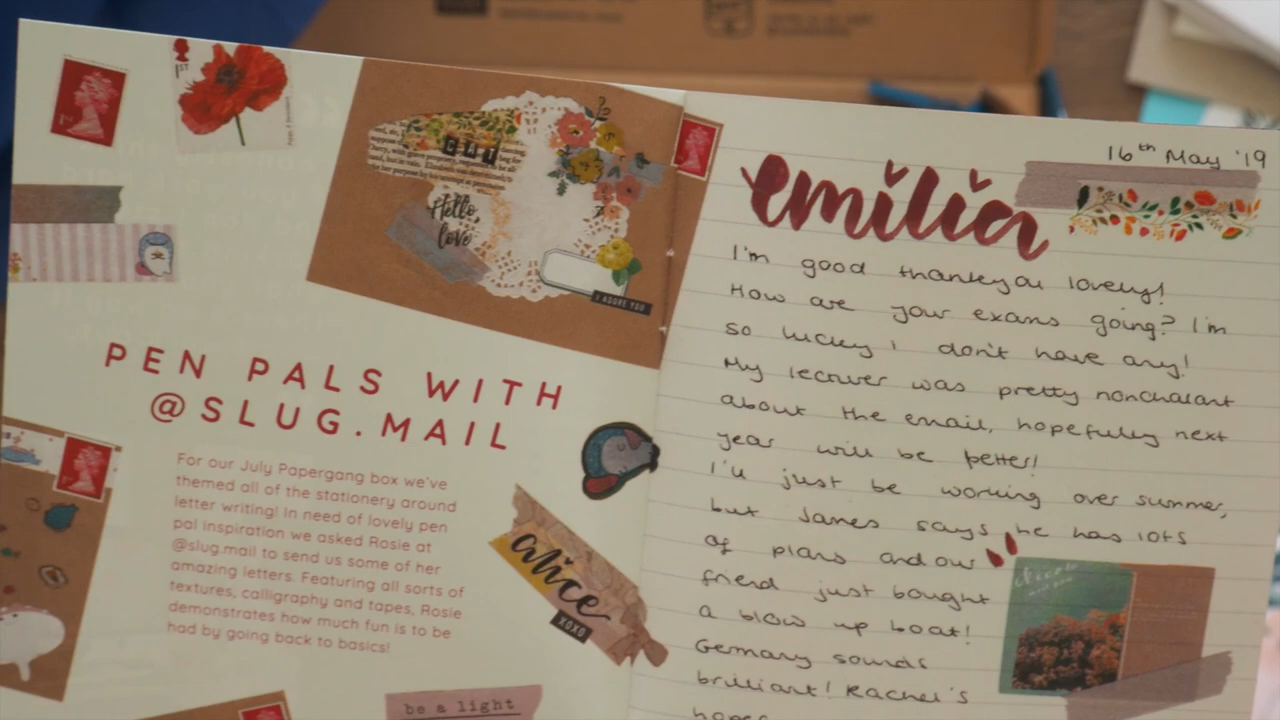 1st
1st
CAT
Hello,
love
I ADORE YOU
PEN PALS WITH
@SLUG.MAIL
For our July Papergang box we've
themed all of the stationery around
letter writing! In need of lovely pen
pal inspiration we asked Rosie at
@slug.mail to send us some of her
amazing letters. Featuring all sorts of
textures, calligraphy and tapes, Rosie
demonstrates how much fun is to be
had by going back to basics!
alice
XOXO
be a light
16th May '19
emilia
I'm good thankyou lovely!
How are your exams going? I'm
so lucky I don't have any!
My lecturer was pretty nonchalant
about the email, hopefully next
year will be better!
I'll just be working over summer,
but James says he has lots
of plans and our
friend just bought
a blow up boat!
Germany sounds
brilliant! Rachel's